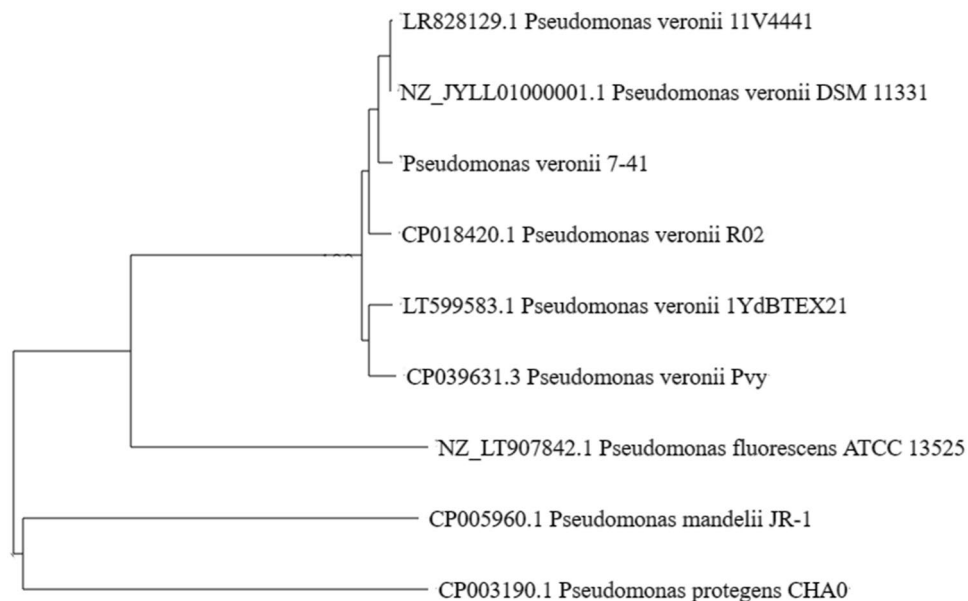 LR828129.1 Pseudomonas veronii 11V4441
NZ_JYLL01000001.1 Pseudomonas veronii DSM 11331
Pseudomonas veronii 7-41
CP018420.1 Pseudomonas veronii R02
LT599583.1 Pseudomonas veronii 1YdBTEX21
CP039631.3 Pseudomonas veronii Pvy
NZ_LT907842.1 Pseudomonas fluorescens ATCC 13525
CP005960.1 Pseudomonas mandelii JR-1
CP003190.1 Pseudomonas protegens CHA0